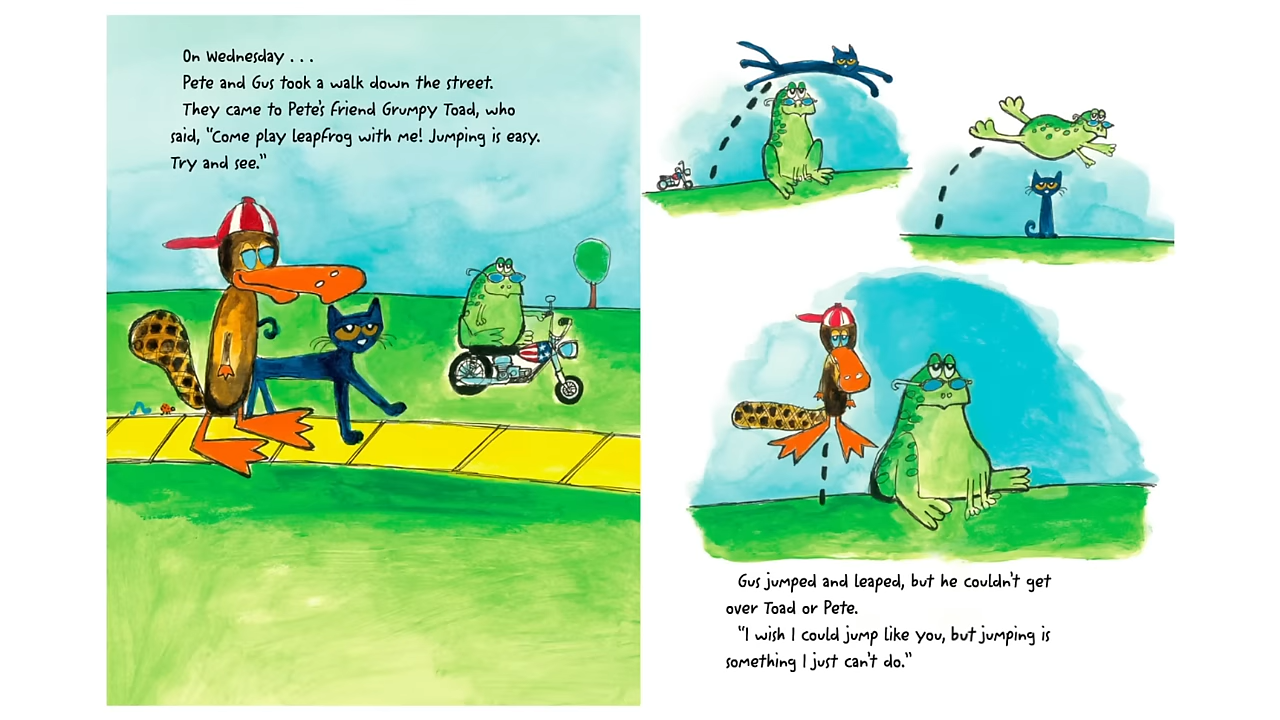 On Wednesday . . .
Pete and Gus took a walk down the street.
They came to Pete's friend Grumpy Toad, who
said, "Come play leapfrog with me! Jumping is easy.
Try and see."
Gus jumped and leaped, but he couldn't get
over Toad or Pete.
"I wish I could jump like you, but jumping is
something I just can't do."